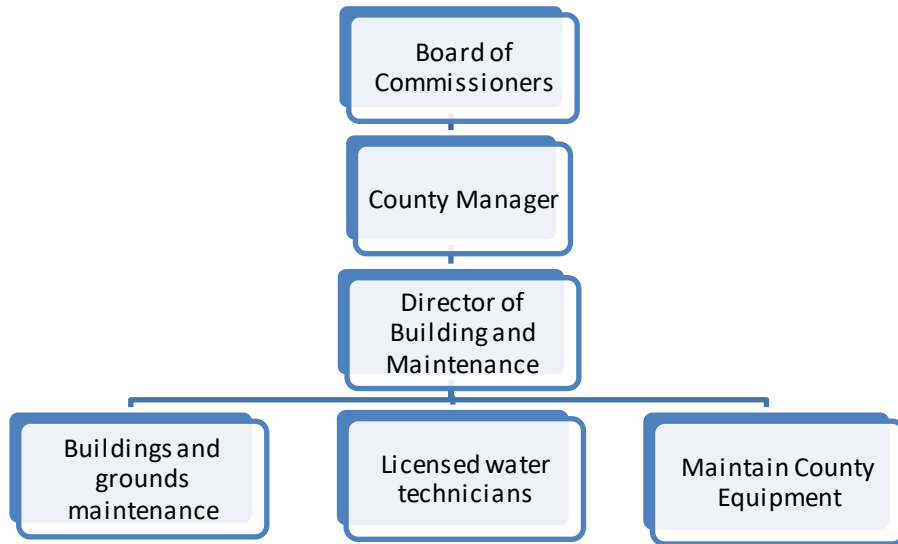 Board of
Commissioners
County Manager
Director of
Building and
Maintenance
Buildings and
grounds
maintenance
Licensed water
technicians
Maintain County
Equipment